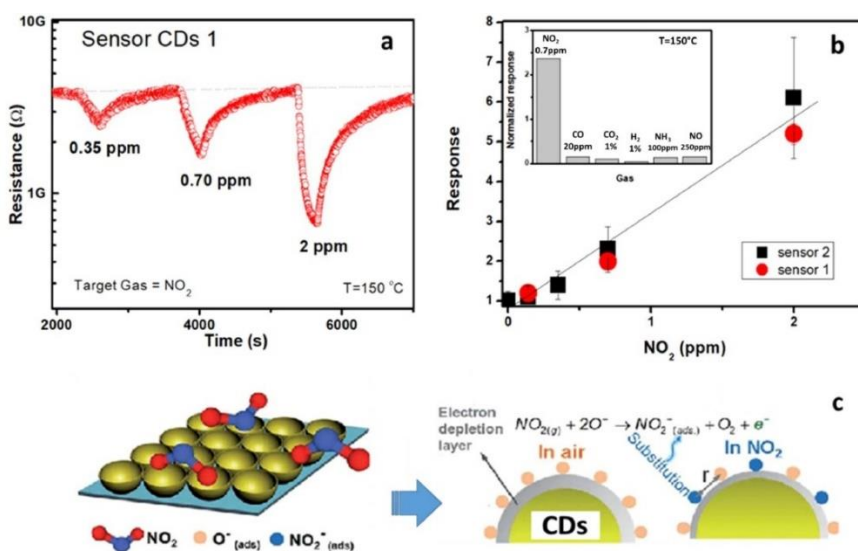 10G
Sensor CDs 1
a
0.35 ppm
1G
0.70 ppm
2 ppm
Target Gas = NO₂
T=150 °C
2000
4000
6000
Time (s)
Resistance (Ω)
8
7
6
5
4
3
2
1
Response
b
3
2
1
0
Normalized response
NO₂
0.7ppm
T=150°C
CO
20ppm
CO₂
1%
H₂
1%
NH₃
100ppm
NO
250ppm
Gas
sensor 2
sensor 1
0
1
2
NO₂ (ppm)
c
Electron
depletion
layer
NO₂(g) + 2O⁻ → NO₂⁻(ads.) + O₂ + e⁻
In air
Substitution
In NO₂
r
CDs
NO₂
O⁻ (ads)
NO₂⁻ (ads)